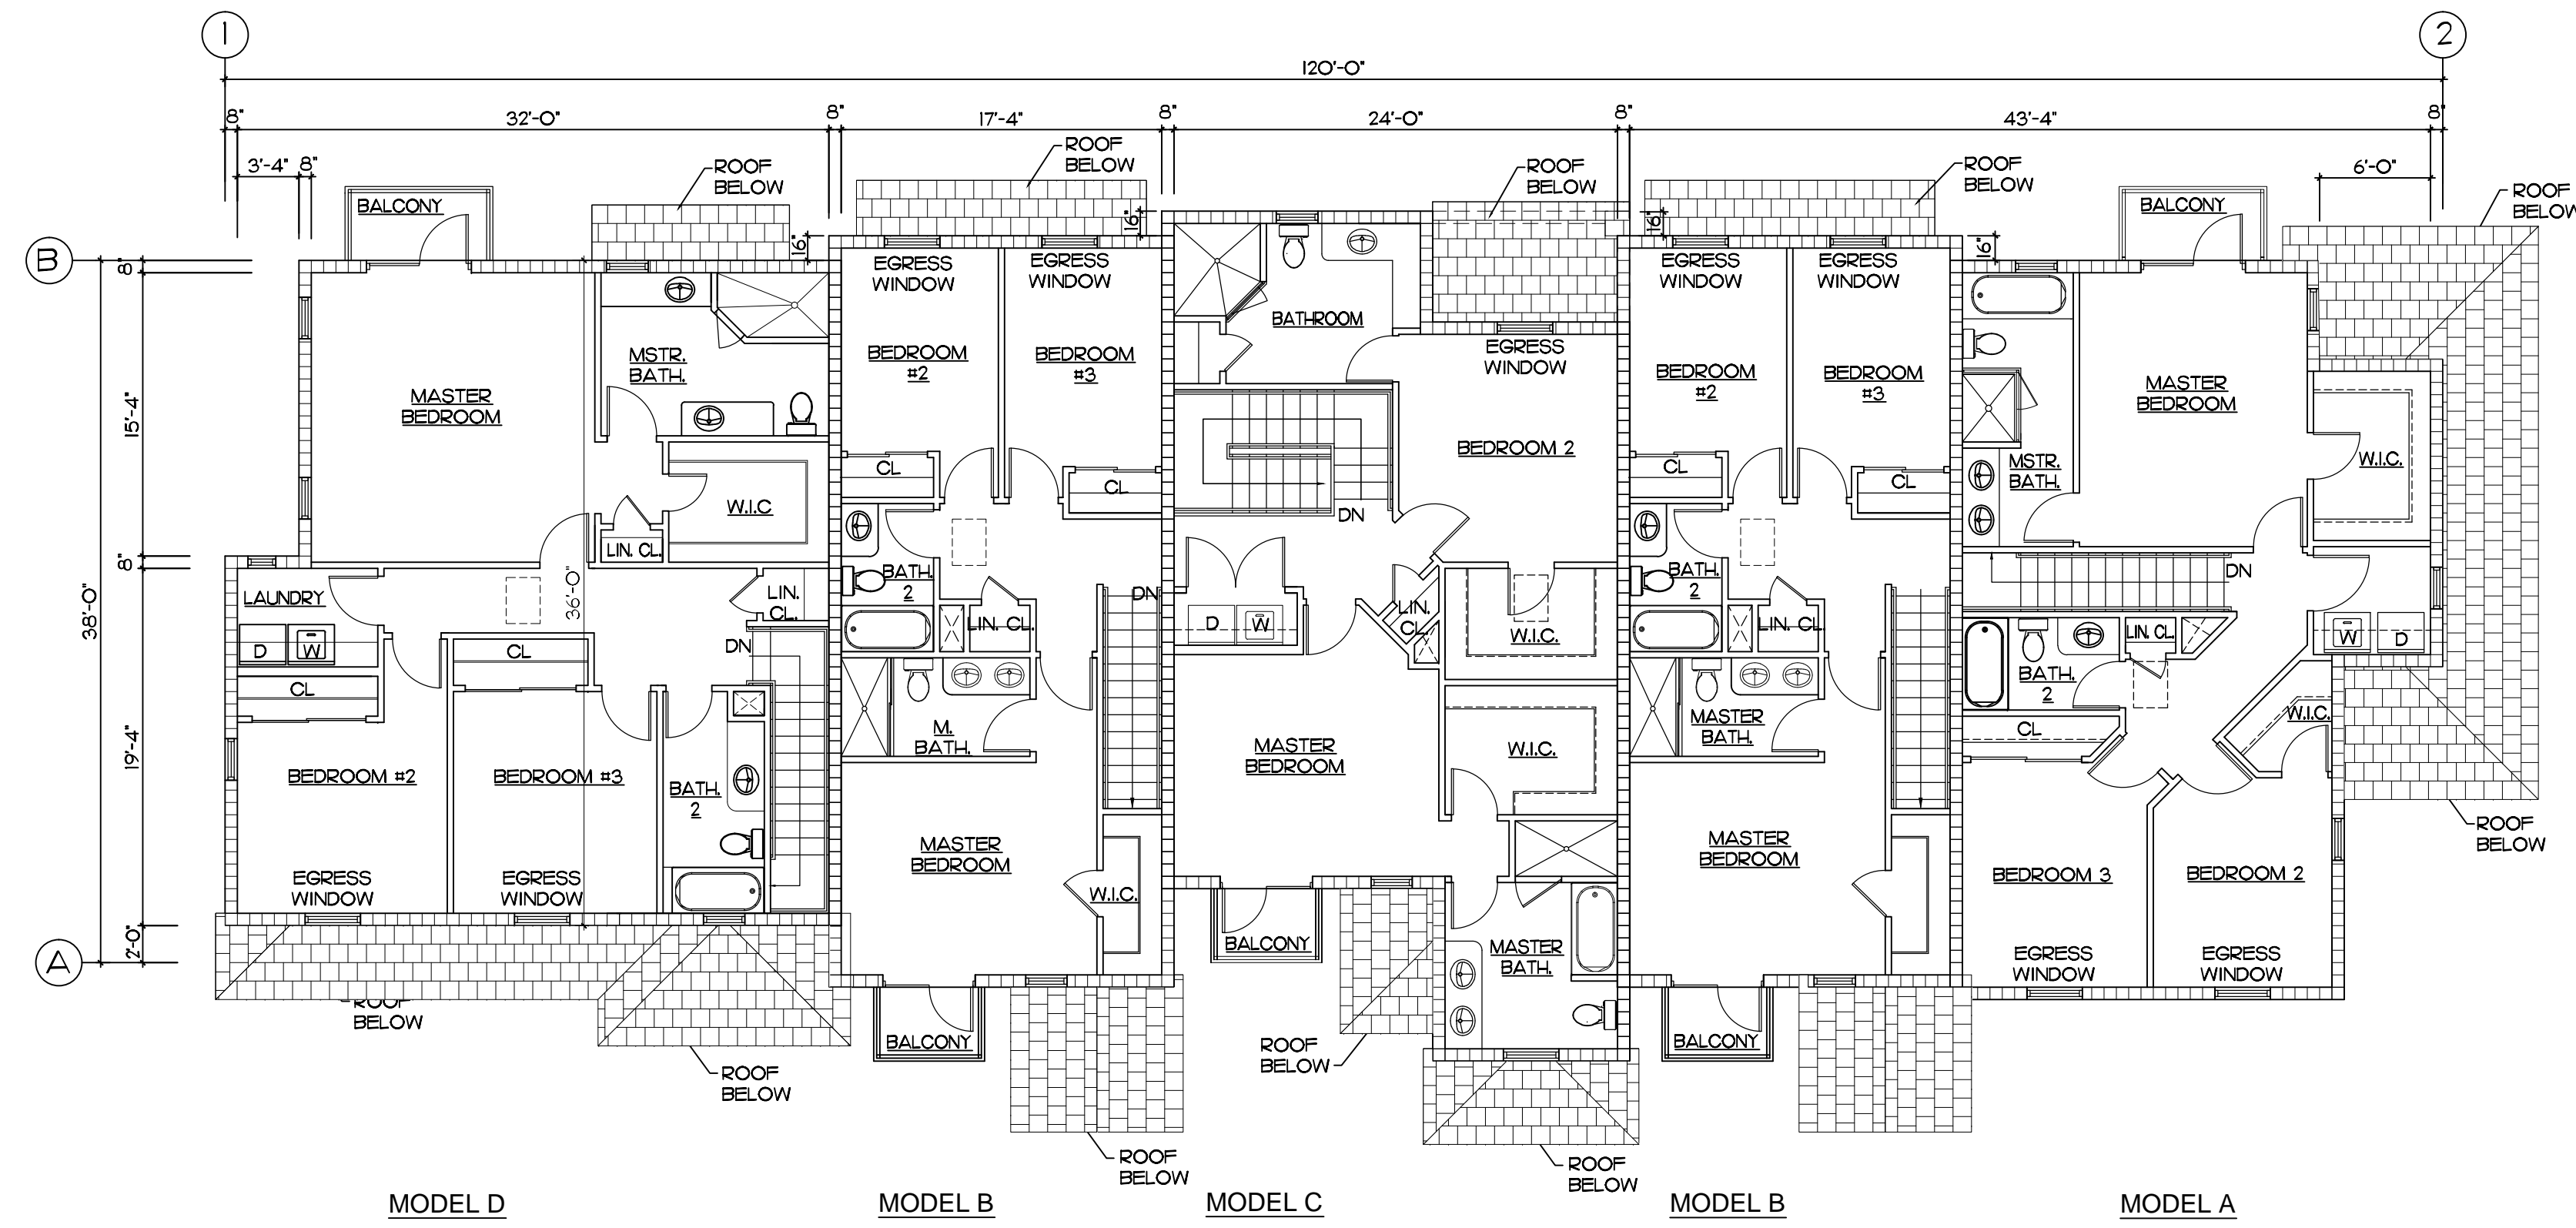 1
2
120'-0"
8"
32'-0"
8"
17'-4"
8"
24'-0"
8"
43'-4"
8"
3'-4"
8"
6'-0"
ROOF
BELOW
ROOF
BELOW
ROOF
BELOW
ROOF
BELOW
ROOF
BELOW
B
A
8"
15'-4"
8"
38'-0"
19'-4"
2'-0"
36'-0"
16"
16"
16"
16"
BALCONY
MASTER
BEDROOM
MSTR.
BATH.
W.I.C
LIN. CL.
LAUNDRY
D
W
CL
CL
LIN.
CL.
DN
BEDROOM #2
BEDROOM #3
BATH.
2
EGRESS
WINDOW
EGRESS
WINDOW
ROOF
BELOW
ROOF
BELOW
EGRESS
WINDOW
EGRESS
WINDOW
BEDROOM
#2
BEDROOM
#3
CL
CL
BATH.
2
LIN. CL.
DN
M.
BATH.
MASTER
BEDROOM
W.I.C.
BALCONY
ROOF
BELOW
BATHROOM
EGRESS
WINDOW
BEDROOM 2
DN
D
W
LIN.
CL.
W.I.C.
W.I.C.
MASTER
BEDROOM
BALCONY
MASTER
BATH.
ROOF
BELOW
ROOF
BELOW
EGRESS
WINDOW
EGRESS
WINDOW
BEDROOM
#2
BEDROOM
#3
CL
CL
BATH.
2
LIN. CL.
MASTER
BATH.
MASTER
BEDROOM
BALCONY
BALCONY
MASTER
BEDROOM
MSTR.
BATH.
W.I.C.
DN
W
D
BATH.
2
LIN. CL.
CL
W.I.C.
BEDROOM 3
BEDROOM 2
EGRESS
WINDOW
EGRESS
WINDOW
ROOF
BELOW
MODEL D
MODEL B
MODEL C
MODEL B
MODEL A